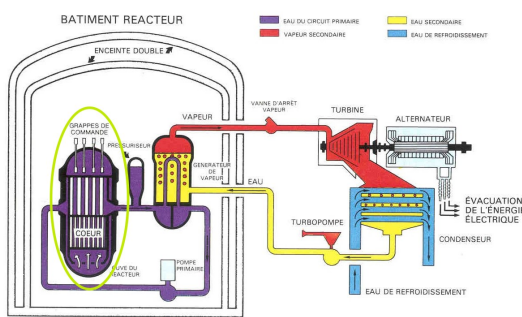 BATIMENT REACTEUR
EAU DU CIRCUIT PRIMAIRE
VAPEUR SECONDAIRE
EAU SECONDAIRE
EAU DE REFROIDISSEMENT
ENCEINTE DOUBLE
GRAPPES DE
COMMANDE
PRESSURISEUR
VAPEUR
VANNE D'ARRÊT
VAPEUR
TURBINE
ALTERNATEUR
GENERATEUR
DE
VAPEUR
EAU
COEUR
CUVE DU
REACTEUR
POMPE
PRIMAIRE
TURBOPOMPE
ÉVACUATION
DE L'ÉNERGIE
ÉLECTRIQUE
CONDENSEUR
EAU DE REFROIDISSEMENT